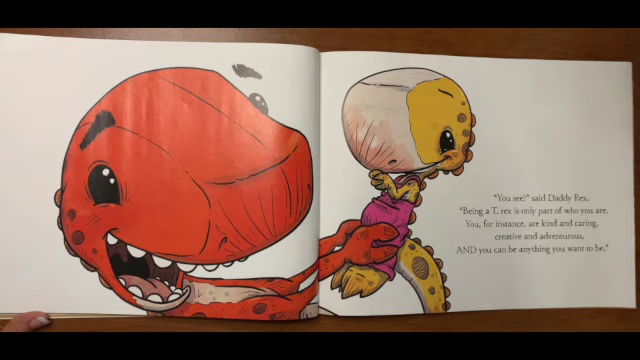 "You see?" said Daddy Rex.
"Being a T. rex is only part of who you are.
You, for instance, are kind and caring,
creative and adventurous,
AND you can be anything you want to be."